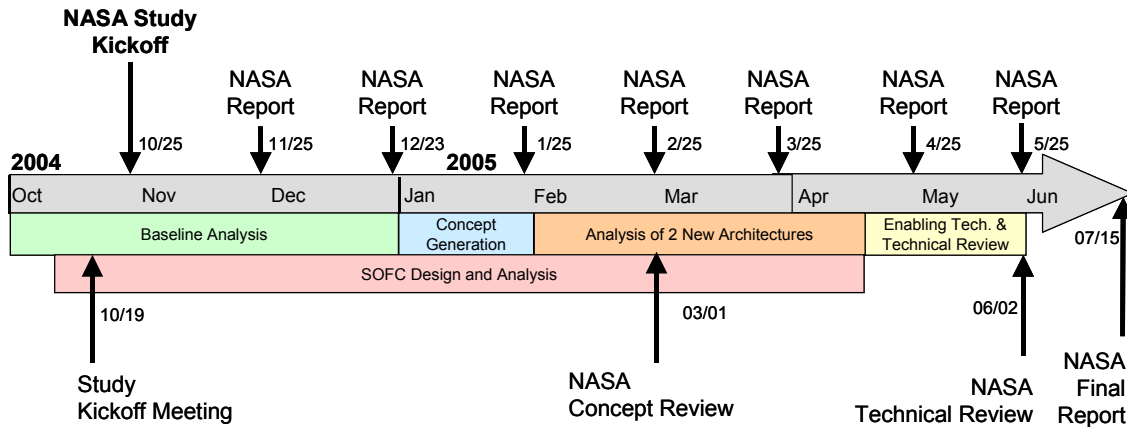 NASA Study
Kickoff
NASA
Report
NASA
Report
NASA
Report
NASA
Report
NASA
Report
NASA
Report
NASA
Report
10/25
11/25
12/23
1/25
2/25
3/25
4/25
5/25
2004
2005
Oct
Nov
Dec
Jan
Feb
Mar
Apr
May
Jun
Baseline Analysis
Concept
Generation
Analysis of 2 New Architectures
Enabling Tech. &
Technical Review
07/15
SOFC Design and Analysis
10/19
03/01
06/02
Study
Kickoff Meeting
NASA
Concept Review
NASA
Technical Review
NASA
Final
Report